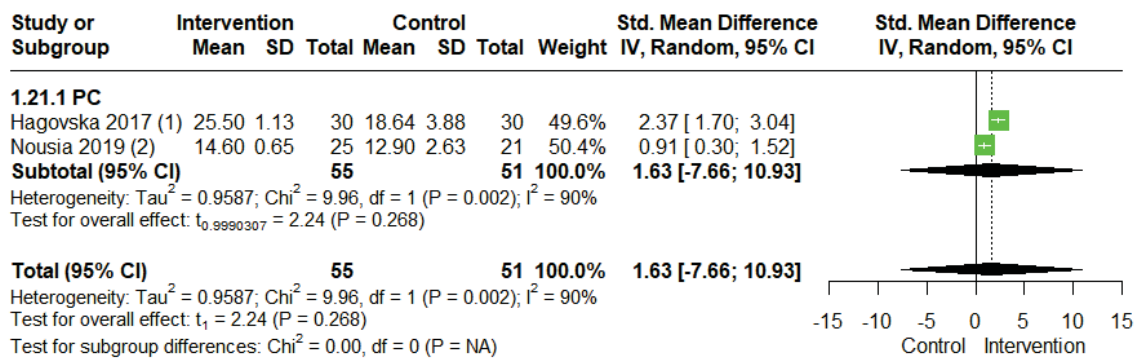 Study or Intervention Control Std. Mean Difference Std. Mean Difference
Subgroup Mean SD Total Mean SD Total Weight IV, Random, 95% CI IV, Random, 95% CI
1.21.1 PC
Hagovska 2017 (1) 25.50 1.13 30 18.64 3.88 30 49.6% 2.37 [ 1.70; 3.04]
Nousia 2019 (2) 14.60 0.65 25 12.90 2.63 21 50.4% 0.91 [ 0.30; 1.52]
Subtotal (95% CI) 55 51 100.0% 1.63 [-7.66; 10.93]
Heterogeneity: Tau² = 0.9587; Chi² = 9.96, df = 1 (P = 0.002); I² = 90%
Test for overall effect: t₀.₉₉₉₀₃₀₇ = 2.24 (P = 0.268)
Total (95% CI) 55 51 100.0% 1.63 [-7.66; 10.93]
Heterogeneity: Tau² = 0.9587; Chi² = 9.96, df = 1 (P = 0.002); I² = 90%
Test for overall effect: t₁ = 2.24 (P = 0.268)
Test for subgroup differences: Chi² = 0.00, df = 0 (P = NA)
-15 -10 -5 0 5 10 15
Control Intervention